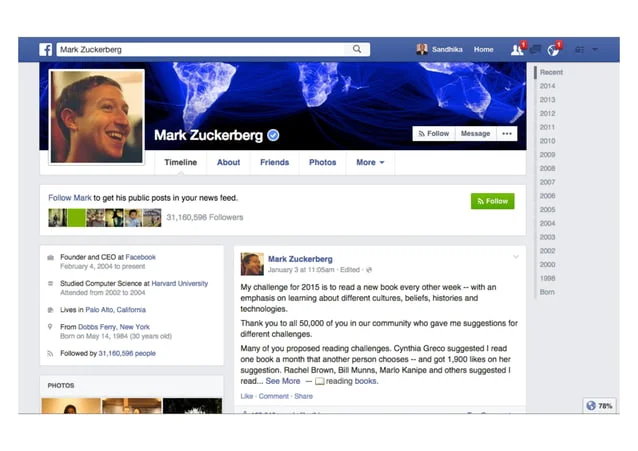 f
Mark Zuckerberg
Sandhika
Home
1
1
Mark Zuckerberg
Follow
Message
•••
Timeline
About
Friends
Photos
More
Follow Mark to get his public posts in your news feed.
31,160,596 Followers
Follow
Founder and CEO at Facebook
February 4, 2004 to present
Studied Computer Science at Harvard University
Attended from 2002 to 2004
Lives in Palo Alto, California
From Dobbs Ferry, New York
Born on May 14, 1984 (30 years old)
Followed by 31,160,596 people
PHOTOS
Mark Zuckerberg
January 3 at 11:05am · Edited ·
My challenge for 2015 is to read a new book every other week -- with an
emphasis on learning about different cultures, beliefs, histories and
technologies.
Thank you to all 50,000 of you in our community who gave me suggestions for
different challenges.
Many of you proposed reading challenges. Cynthia Greco suggested I read
one book a month that another person chooses -- and got 1,900 likes on her
suggestion. Rachel Brown, Bill Munns, Marlo Kanipe and others suggested I
read... See More — reading books.
Like · Comment · Share
Recent
2014
2013
2012
2011
2010
2009
2008
2007
2006
2005
2004
2003
2002
2000
1998
Born
78%